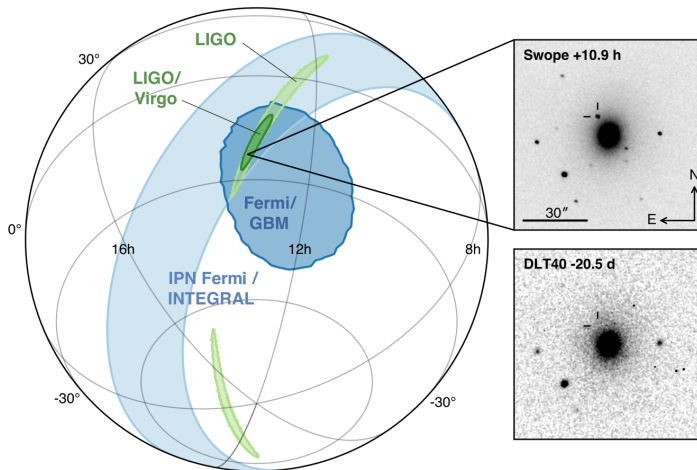 LIGO
LIGO/
Virgo
30°
0°
-30°
-30°
16h
12h
8h
Fermi/
GBM
IPN Fermi /
INTEGRAL
Swope +10.9 h
30″
N
E
DLT40 -20.5 d